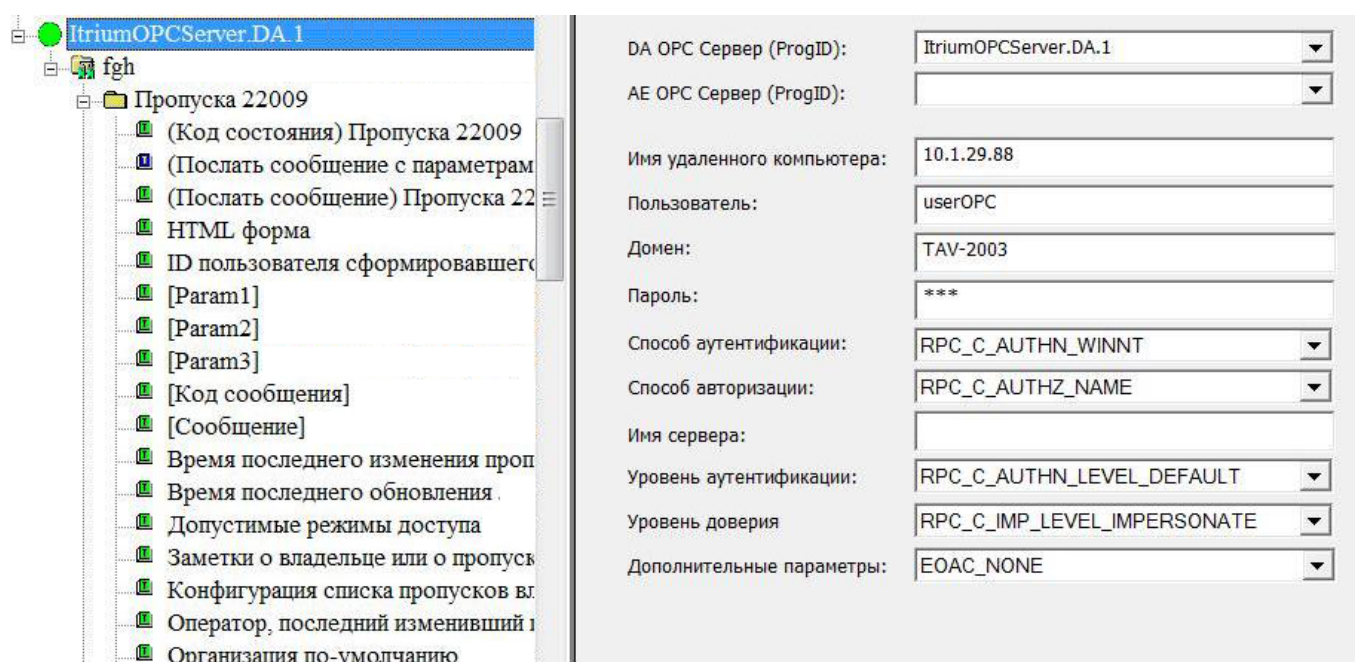 ItriumOPCServer.DA.1
fgh
Пропуска 22009
(Код состояния) Пропуска 22009
(Послать сообщение с параметрам
(Послать сообщение) Пропуска 22
HTML форма
ID пользователя сформировавшего
[Param1]
[Param2]
[Param3]
[Код сообщения]
[Сообщение]
Время последнего изменения проп
Время последнего обновления .
Допустимые режимы доступа
Заметки о владельце или о пропуск
Конфигурация списка пропусков вл
Оператор, последний изменивший
Организация по-умолчанию
DA OPC Сервер (ProgID): ItriumOPCServer.DA.1
AE OPC Сервер (ProgID):
Имя удаленного компьютера: 10.1.29.88
Пользователь: userOPC
Домен: TAV-2003
Пароль: ***
Способ аутентификации: RPC_C_AUTHN_WINNT
Способ авторизации: RPC_C_AUTHZ_NAME
Имя сервера:
Уровень аутентификации: RPC_C_AUTHN_LEVEL_DEFAULT
Уровень доверия RPC_C_IMP_LEVEL_IMPERSONATE
Дополнительные параметры: EOAC_NONE